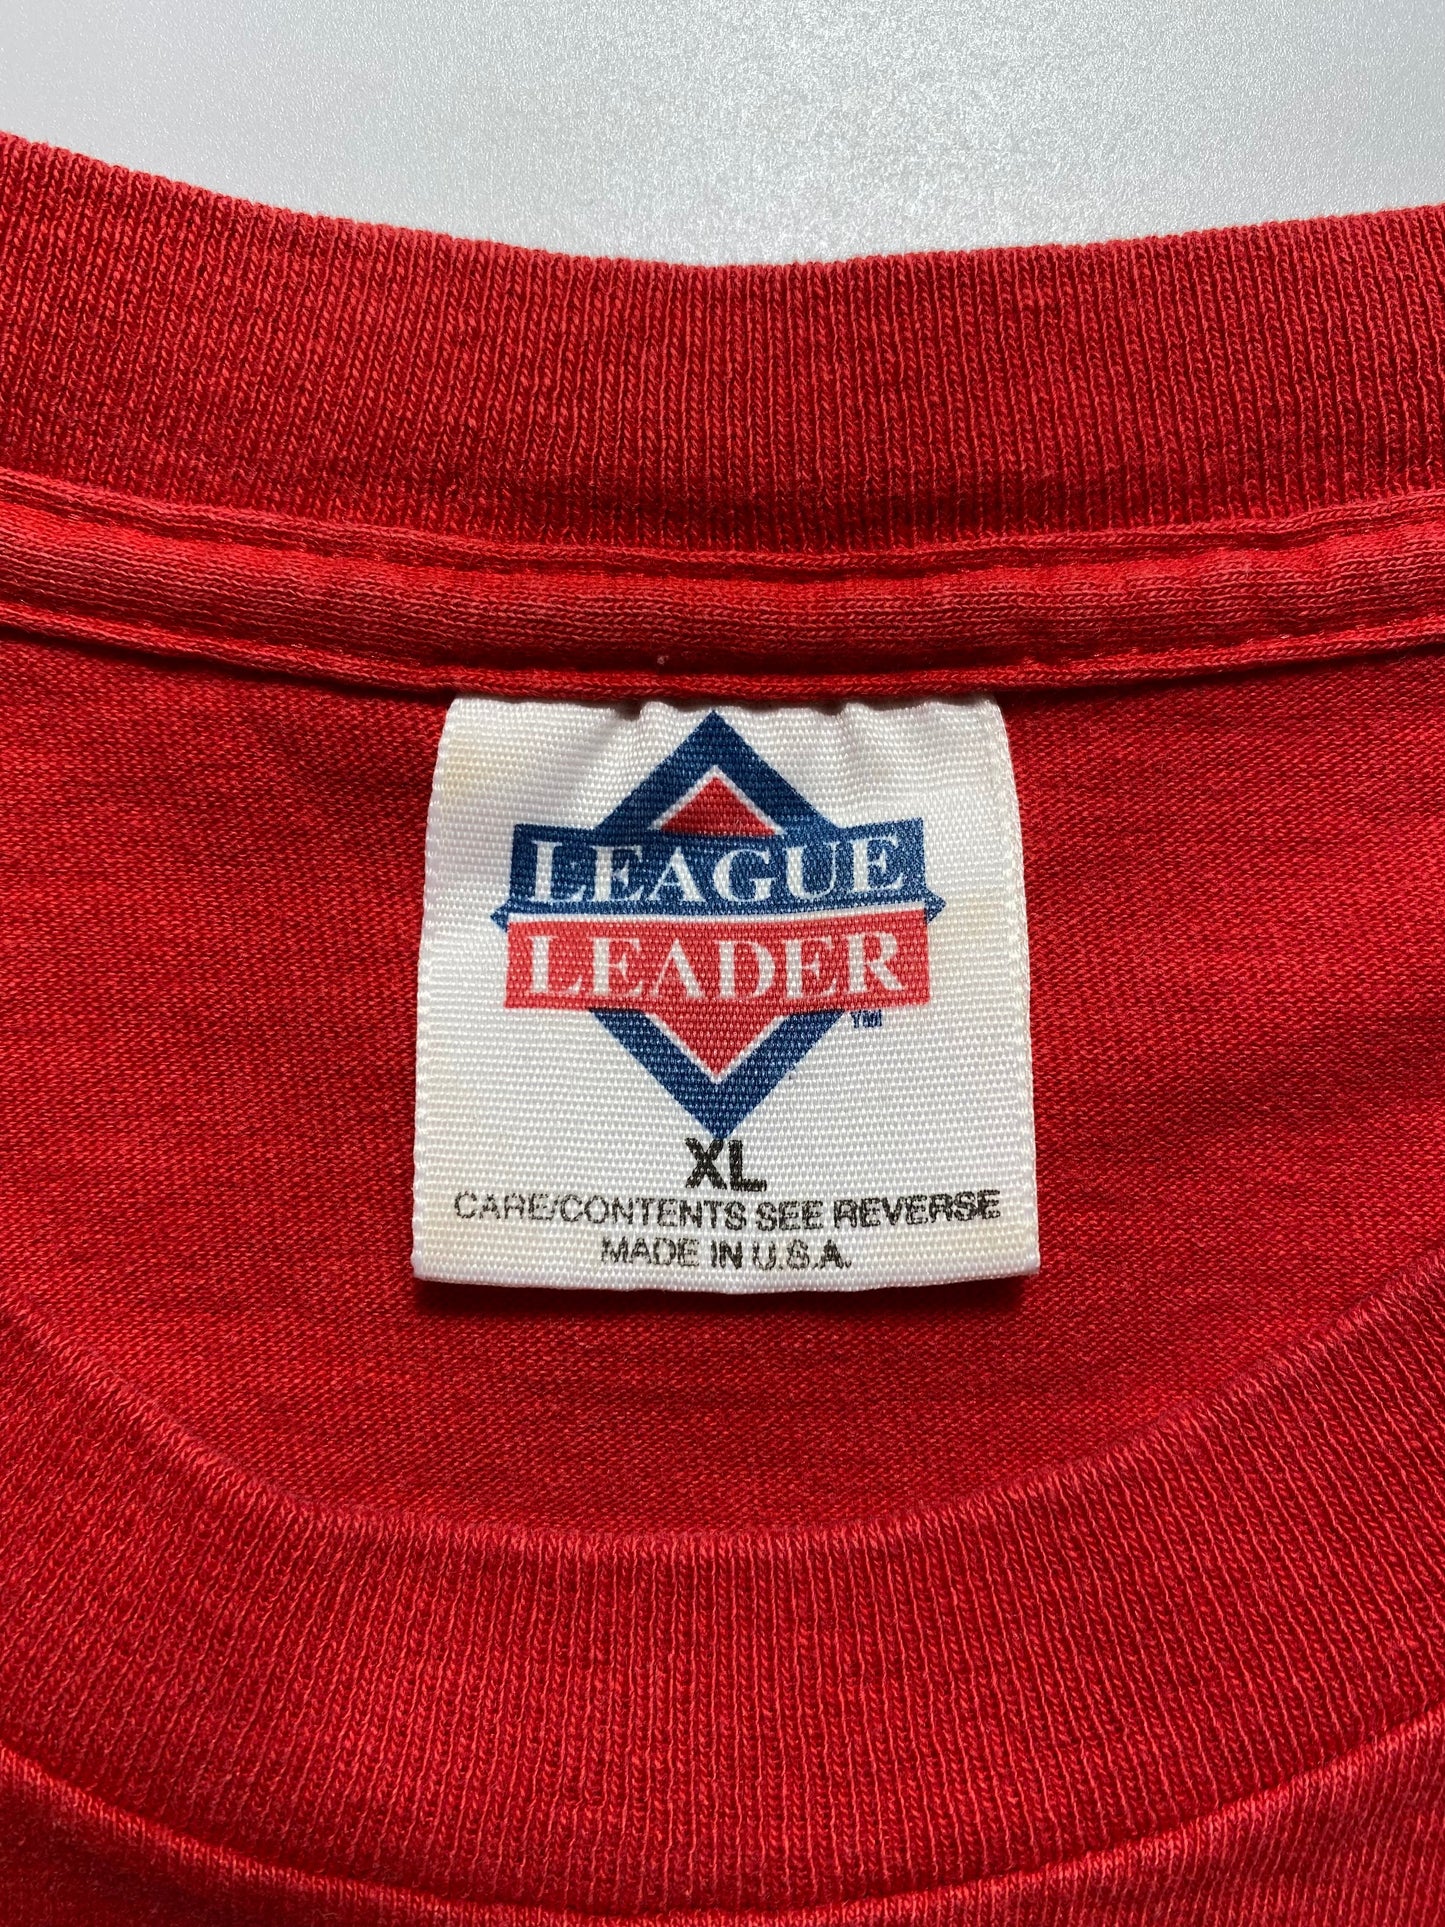 LEAGUE
LEADER
TM
XL
CARE/CONTENTS SEE REVERSE
MADE IN U.S.A.